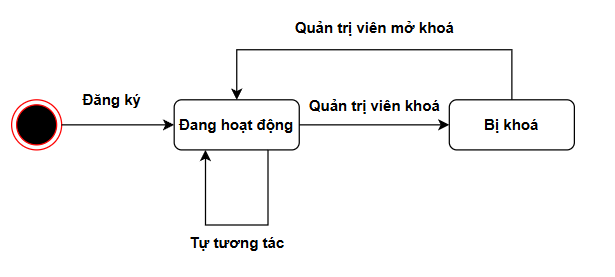 Quản trị viên mở khoá
Đăng ký
Quản trị viên khoá
Đang hoạt động
Bị khoá
Tự tương tác